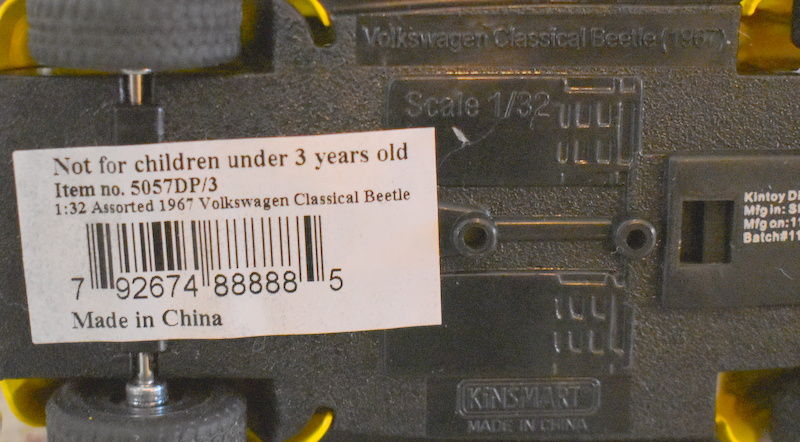 Volkswagen Classical Beetle (1967)
Scale 1/32
Not for children under 3 years old
Item no. 5057DP/3
1:32 Assorted 1967 Volkswagen Classical Beetle
7 92674 88888 5
Made in China
Kintoy
Mfg in:
Mfg on:
Batch#11
KiNSMART
MADE IN CHINA